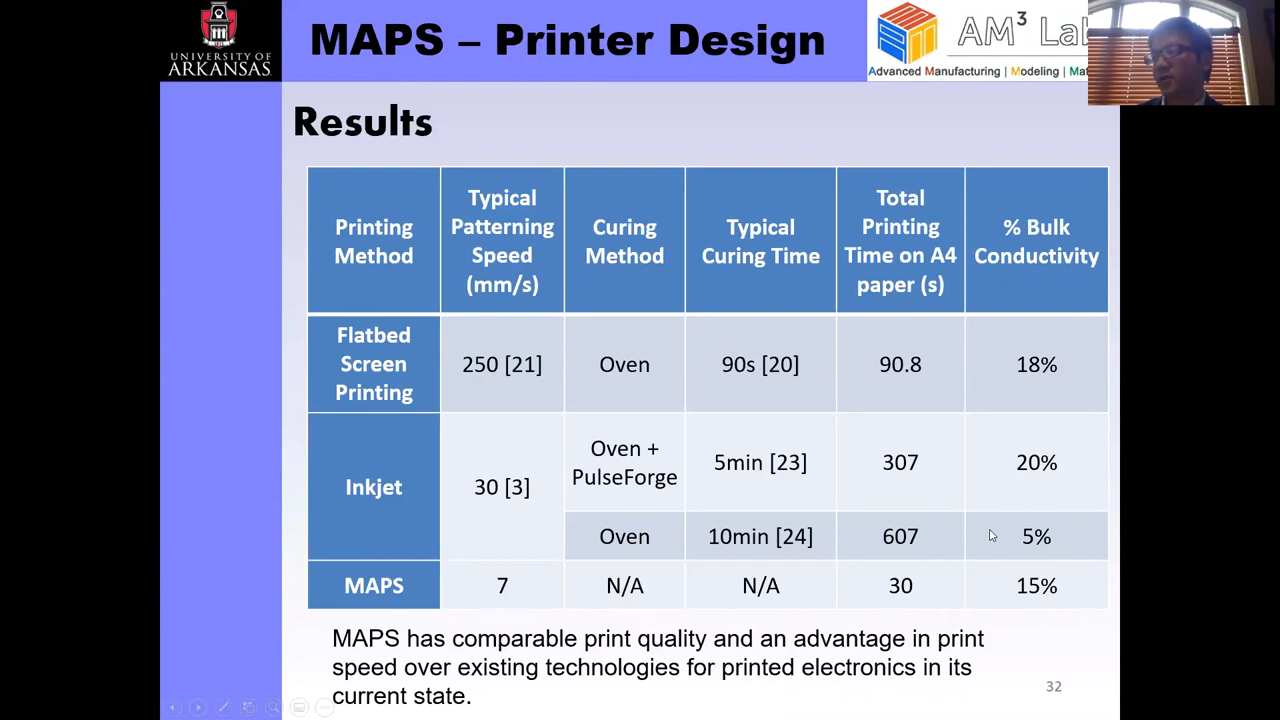 UNIVERSITY OF
ARKANSAS
MAPS – Printer Design
AM³ Lab
Advanced Manufacturing | Modeling |
Results
Printing Method
Typical Patterning Speed (mm/s)
Curing Method
Typical Curing Time
Total Printing Time on A4 paper (s)
% Bulk Conductivity
Flatbed Screen Printing
250 [21]
Oven
90s [20]
90.8
18%
Inkjet
30 [3]
Oven + PulseForge
5min [23]
307
20%
Oven
10min [24]
607
5%
MAPS
7
N/A
N/A
30
15%
MAPS has comparable print quality and an advantage in print
speed over existing technologies for printed electronics in its
current state.
32